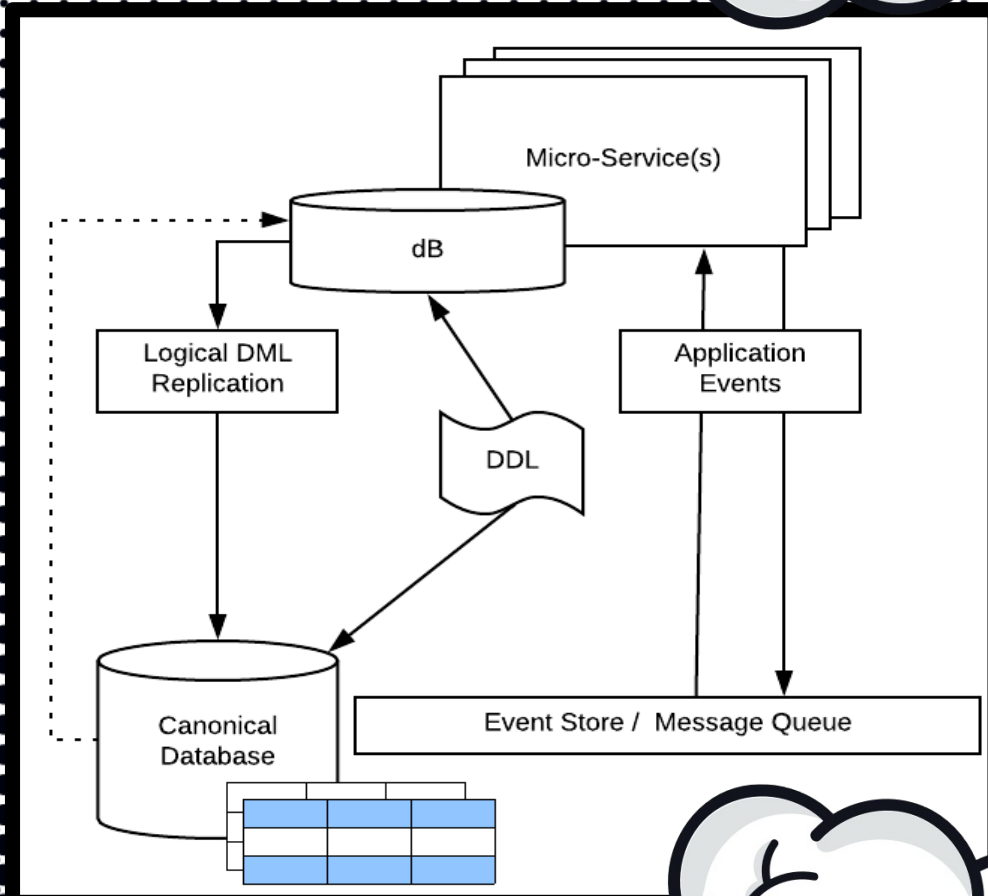 Micro-Service(s)
dB
Logical DML
Replication
Application
Events
DDL
Canonical
Database
Event Store /  Message Queue